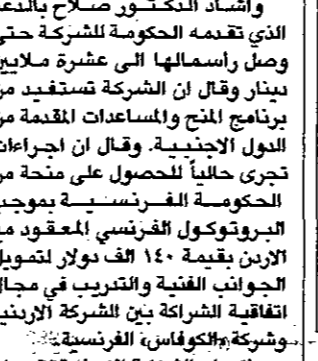 واشاد الدكتور صلاح بالدعم
الذي تقدمه الحكومة للشركة حتى
وصل رأسمالها الى عشرة ملايين
دينار وقال ان الشركة تستفيد من
برنامج المنح والمساعدات المقدمة من
الدول الاجنبية. وقال ان اجراءات
تجرى حالياً للحصول على منحة من
الحكومة الفرنسية بموجب
البروتوكول الفرنسي المعقود مع
الاردن بقيمة ١٤٠ الف دولار لتمويل
الجوانب الفنية والتدريب في مجال
اتفاقية الشراكة بين الشركة الاردنية
وشركة «الكوفاس» الفرنسية.